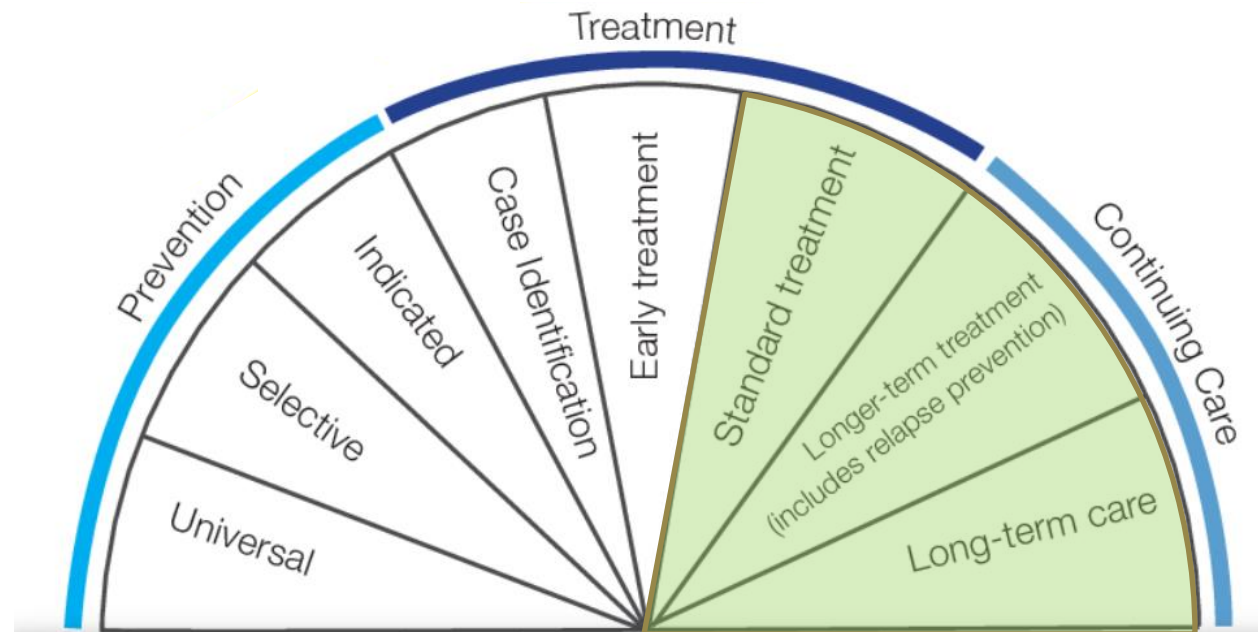 Treatment
Prevention
Continuing Care
Universal
Selective
Indicated
Case Identification
Early treatment
Standard treatment
Longer-term treatment
(includes relapse prevention)
Long-term care